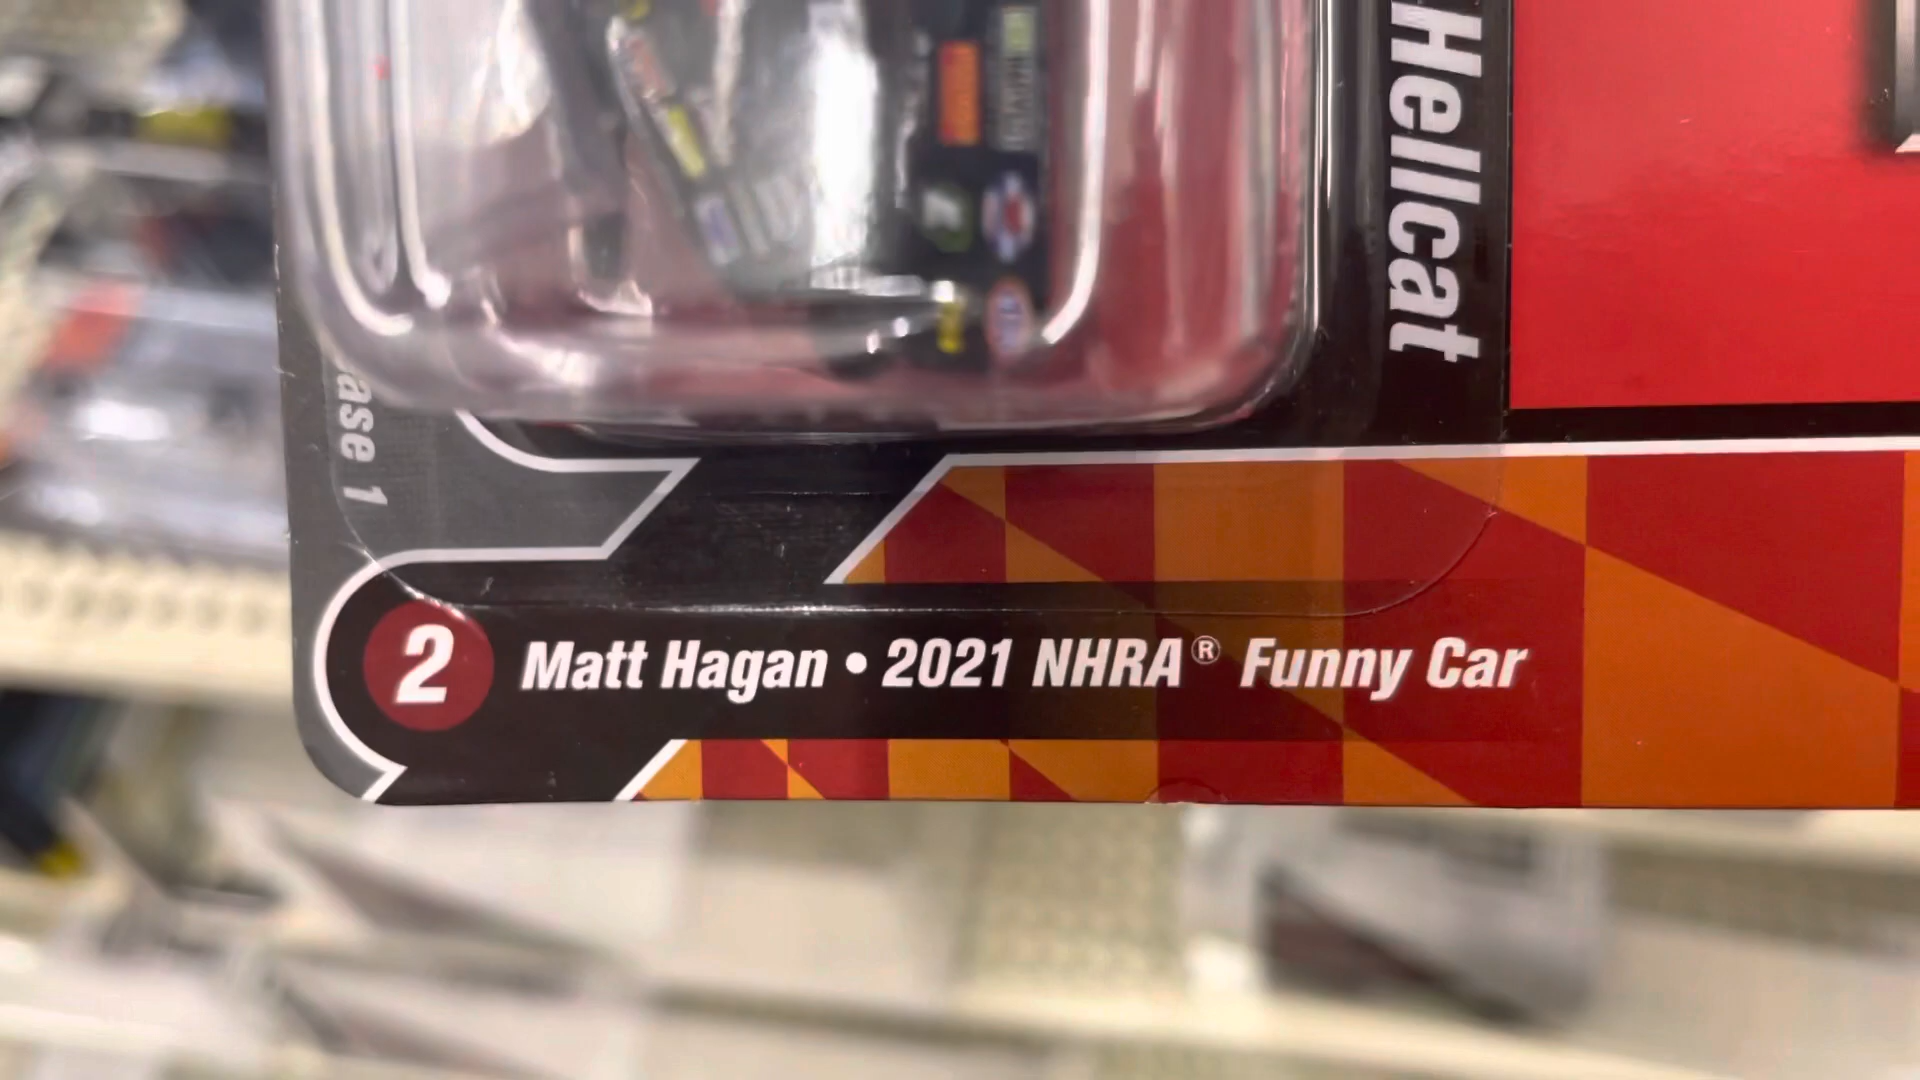 Hellcat
ase 1
2 Matt Hagan • 2021 NHRA® Funny Car